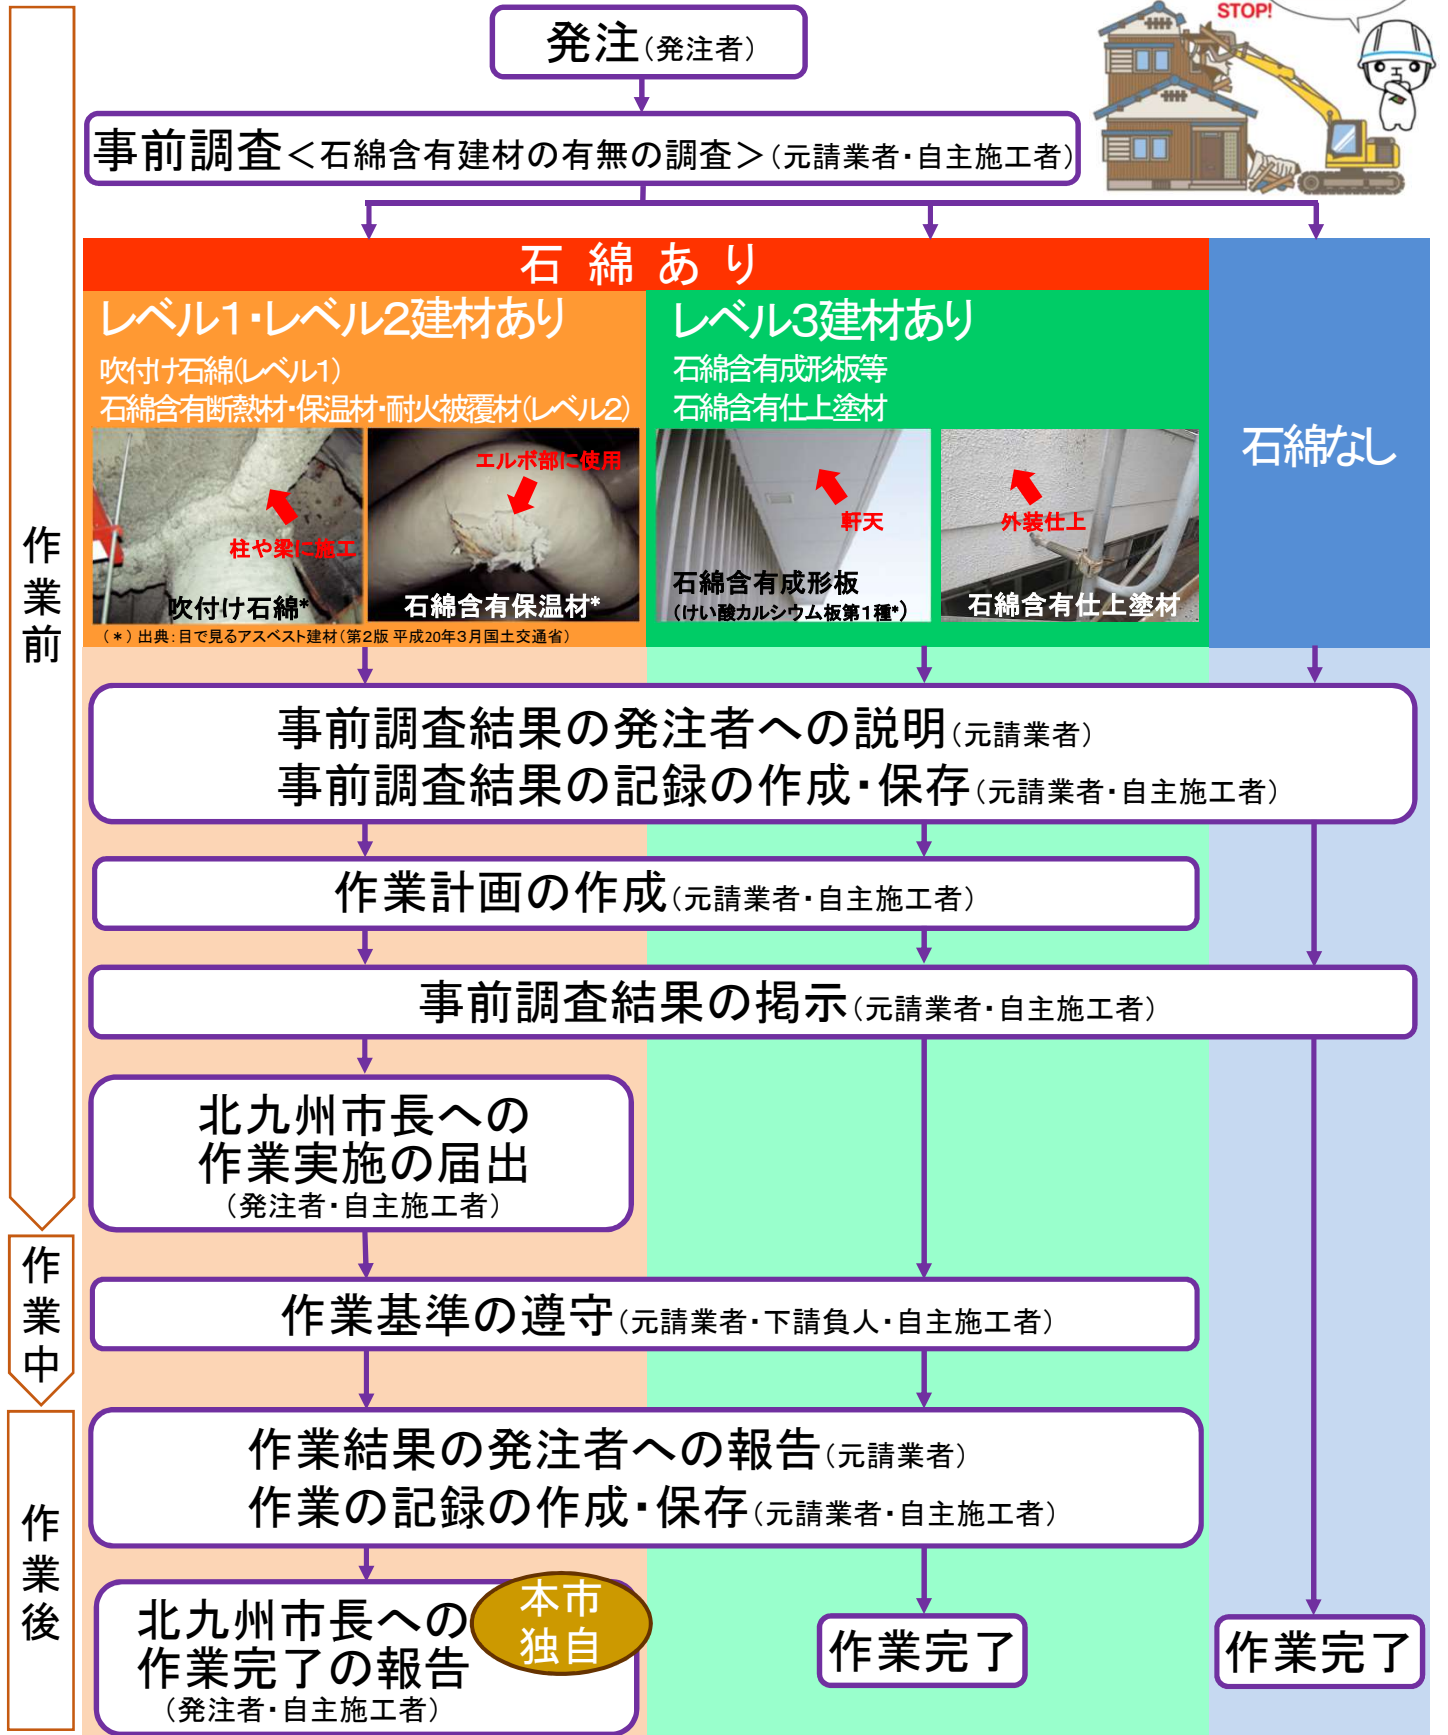 STOP!
発注（発注者）
事前調査＜石綿含有建材の有無の調査＞（元請業者・自主施工者）
石綿あり
レベル1・レベル2建材あり
吹付け石綿(レベル1)
石綿含有断熱材・保温材・耐火被覆材(レベル2)
柱や梁に施工
吹付け石綿*
エルボ部に使用
石綿含有保温材*
（*）出典：目で見るアスベスト建材（第2版 平成20年3月国土交通省）
レベル3建材あり
石綿含有成形板等
石綿含有仕上塗材
軒天
石綿含有成形板
（けい酸カルシウム板第1種*）
外装仕上
石綿含有仕上塗材
石綿なし
作業前
事前調査結果の発注者への説明（元請業者）
事前調査結果の記録の作成・保存（元請業者・自主施工者）
作業計画の作成（元請業者・自主施工者）
事前調査結果の掲示（元請業者・自主施工者）
北九州市長への
作業実施の届出
（発注者・自主施工者）
作業中
作業基準の遵守（元請業者・下請負人・自主施工者）
作業後
作業結果の発注者への報告（元請業者）
作業の記録の作成・保存（元請業者・自主施工者）
北九州市長への
作業完了の報告
（発注者・自主施工者）
本市
独自
作業完了
作業完了